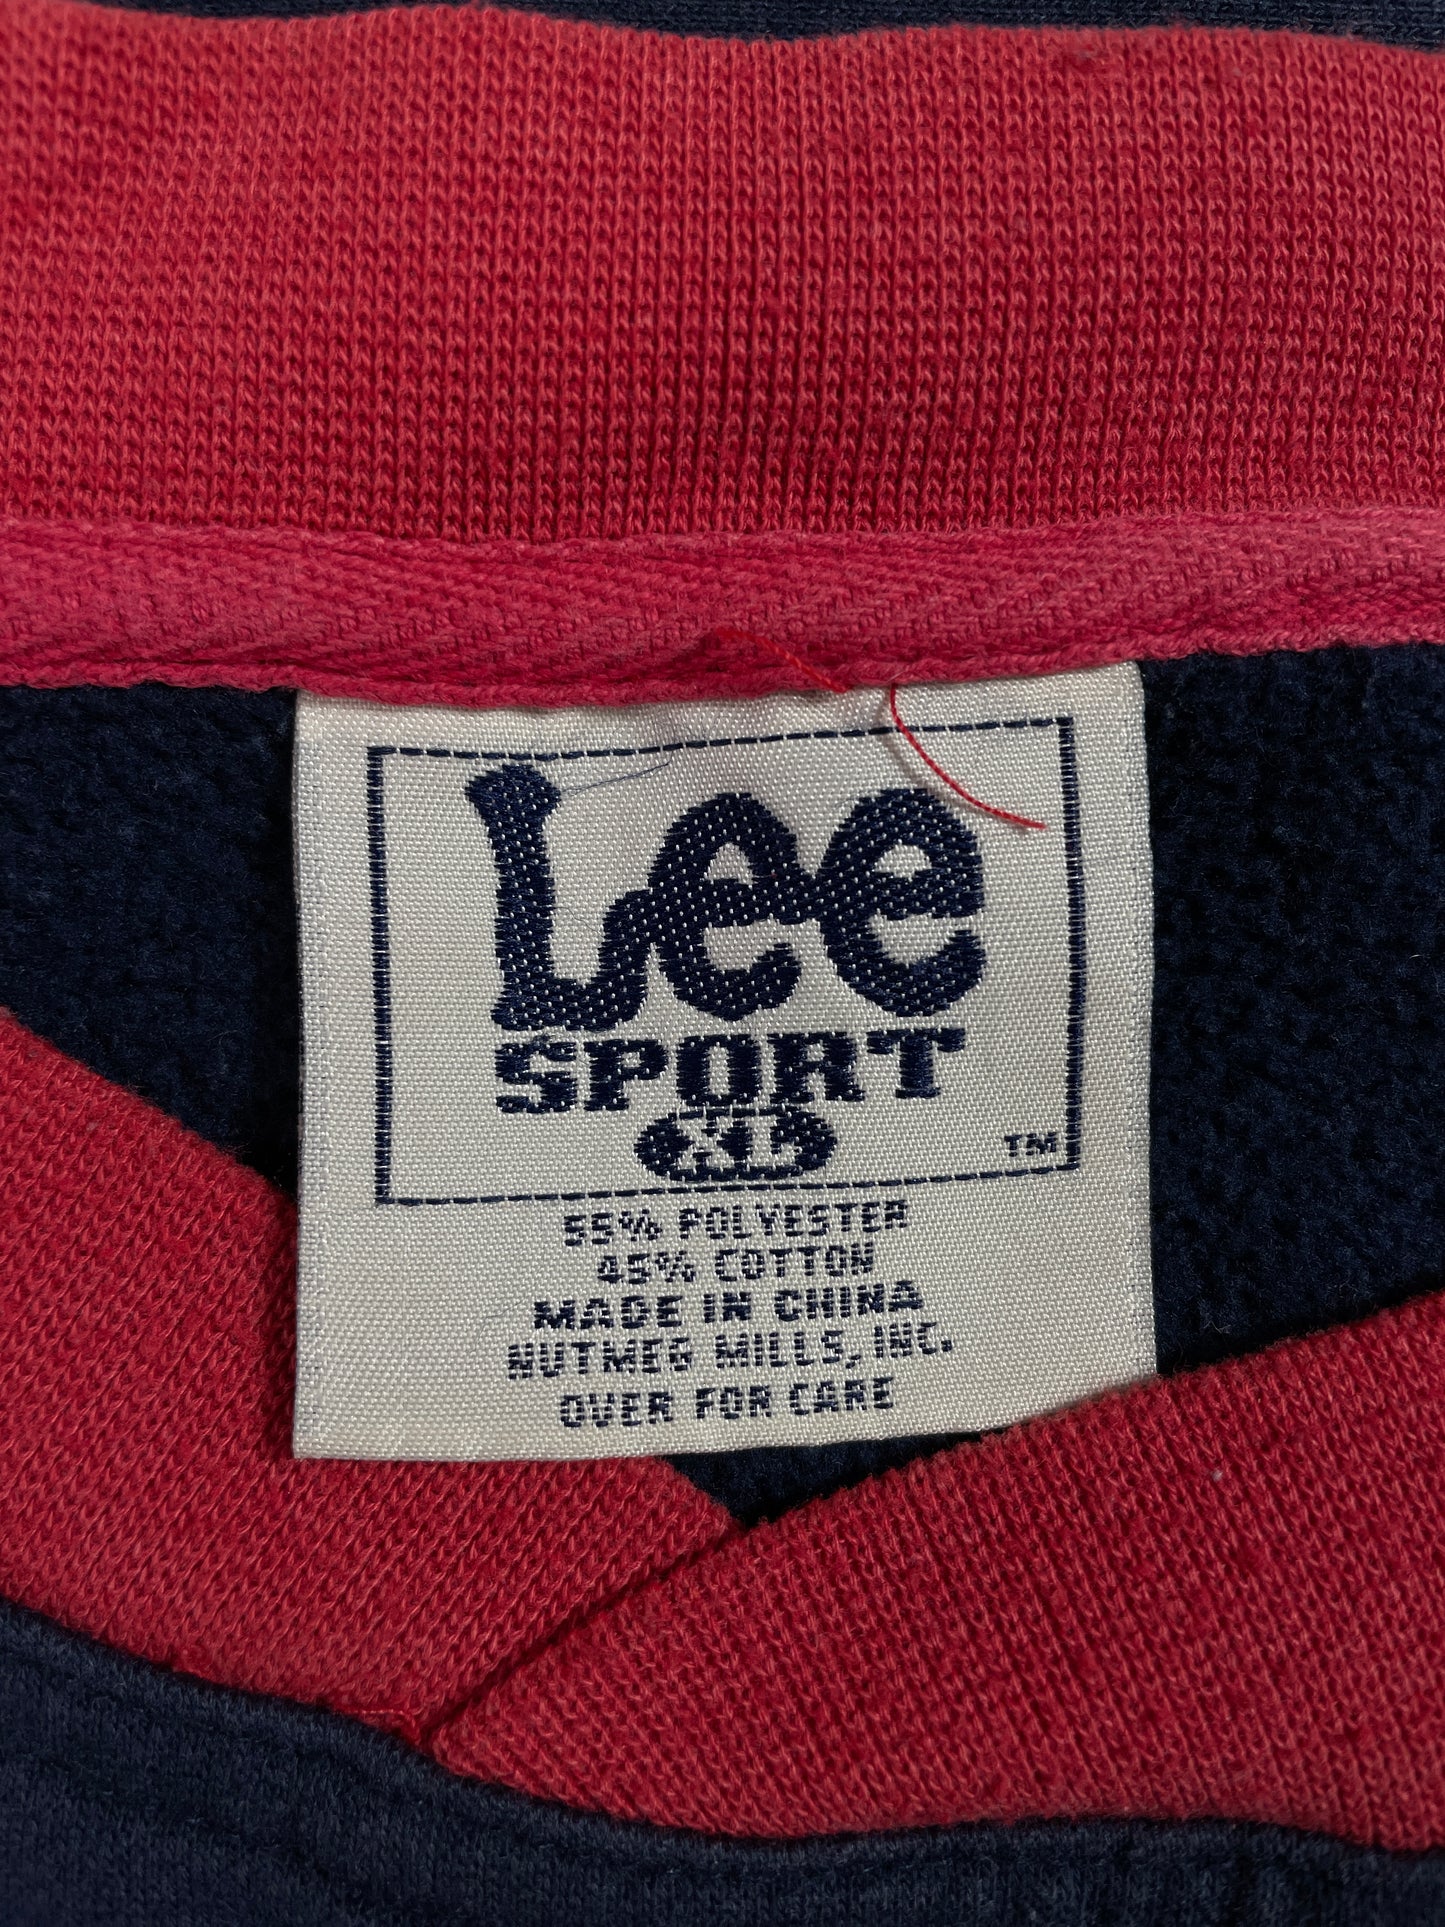 Lee
SPORT
XL
TM
55% POLYESTER
45% COTTON
MADE IN CHINA
NUTMEG MILLS, INC.
OVER FOR CARE